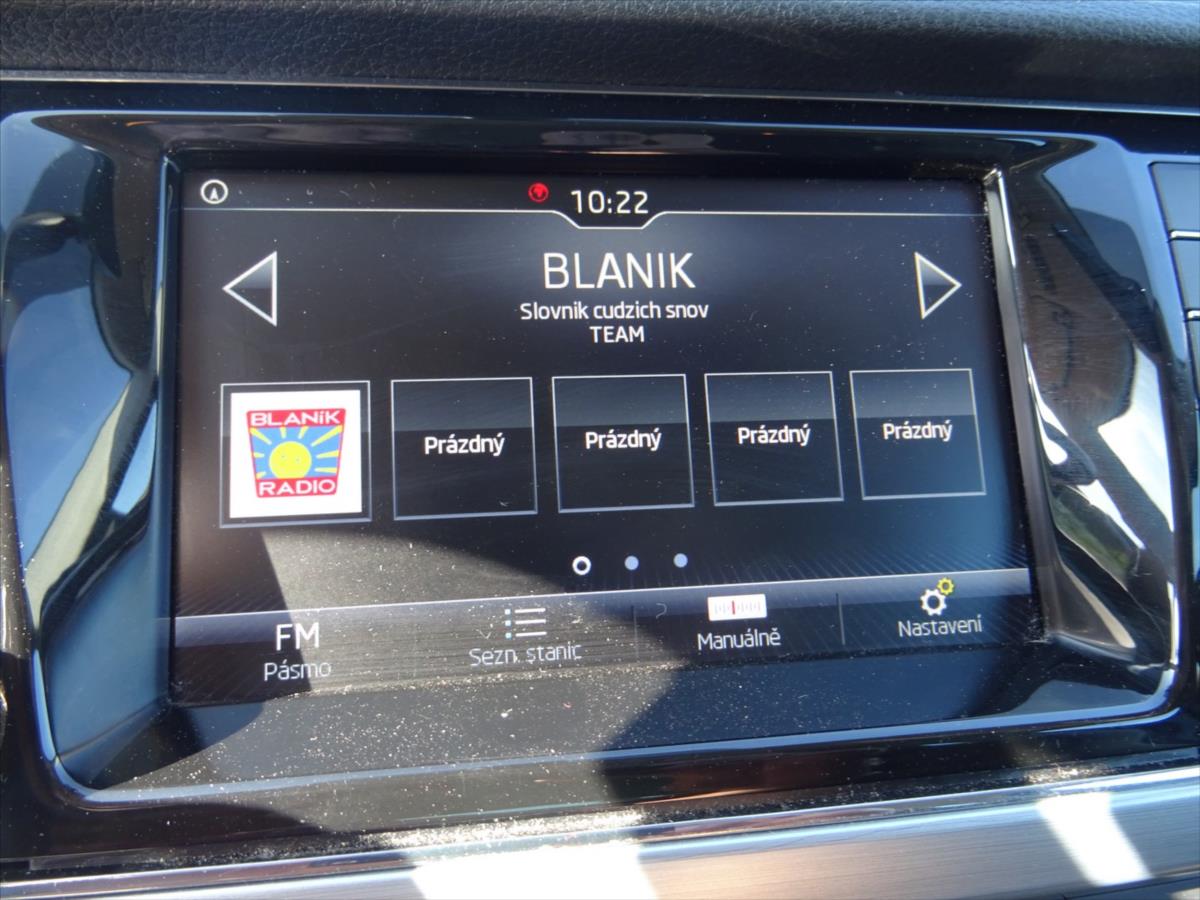 10:22
BLANIK
Slovnik cudzich snov
TEAM
BLANíK
RADIO
Prázdný
Prázdný
Prázdný
Prázdný
FM
Pásmo
Sezn. stanic
Manuálně
Nastavení